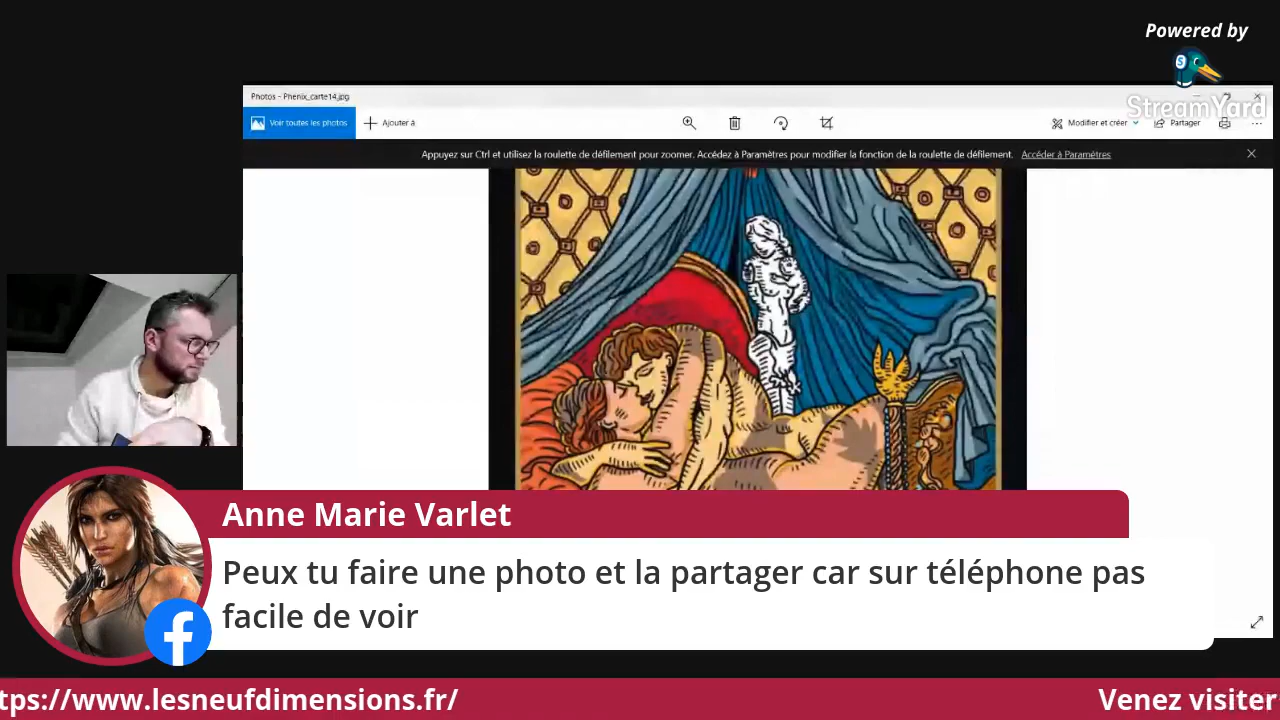 Powered by
StreamYard
Photos - Phenix_carte14.jpg
Voir toutes les photos
Ajouter à
Modifier et créer
Partager
Appuyez sur Ctrl et utilisez la roulette de défilement pour zoomer. Accédez à Paramètres pour modifier la fonction de la roulette de défilement. Accéder à Paramètres
Anne Marie Varlet
Peux tu faire une photo et la partager car sur téléphone pas
facile de voir
tps://www.lesneufdimensions.fr/
Venez visiter